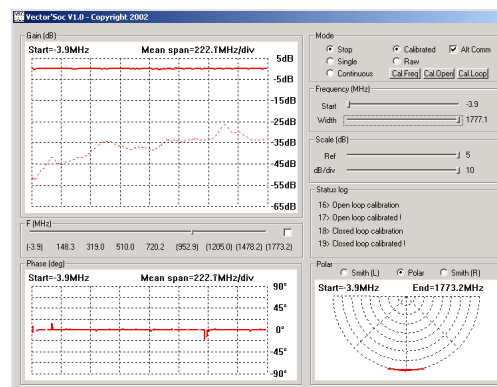 Vector'Soc V1.0 - Copyright 2002
Gain (dB)
Start=-3.9MHz Mean span=222.1MHz/div
5dB
-5dB
-15dB
-25dB
-35dB
-45dB
-55dB
-65dB
F (MHz)
(-3.9) 148.3 319.0 510.0 720.2 (952.9) (1205.0) (1478.2) (1773.2)
Phase (deg)
Start=-3.9MHz Mean span=222.1MHz/div
90°
45°
0°
-45°
-90°
Mode
Stop Calibrated Alt Comm
Single Raw
Continuous Cal Freq Cal Open Cal Loop
Frequency (MHz)
Start -3.9
Width 1777.1
Scale (dB)
Ref 5
dB/div 10
Status log
16> Open loop calibration
17> Open loop calibrated !
18> Closed loop calibration
19> Closed loop calibrated !
Polar
Smith (L) Polar Smith (R)
Start=-3.9MHz End=1773.2MHz